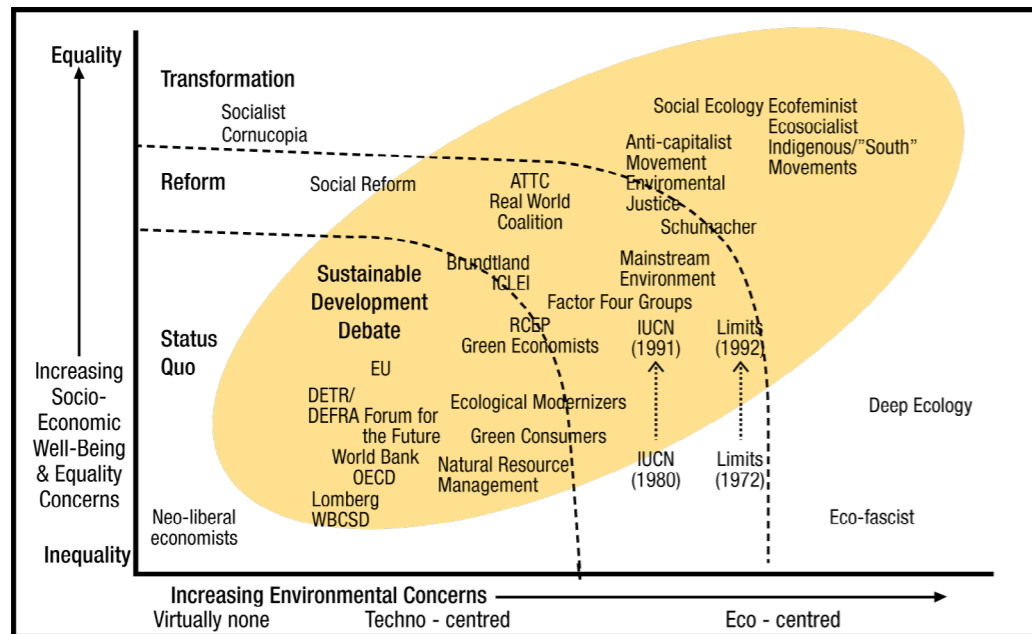 Equality
Transformation
Socialist
Cornucopia
Social Ecology
Ecofeminist
Ecosocialist
Indigenous/"South"
Movements
Anti-capitalist
Movement
Enviromental
Justice
Reform
Social Reform
ATTC
Real World
Coalition
Schumacher
Sustainable
Development
Debate
Brundtland
ICLEI
Mainstream
Environment
Factor Four Groups
Status
Quo
RCEP
Green Economists
IUCN
(1991)
Limits
(1992)
EU
Increasing
Socio-
Economic
Well-Being
& Equality
Concerns
DETR/
DEFRA Forum for
the Future
Ecological Modernizers
Deep Ecology
World Bank
OECD
Green Consumers
Natural Resource
Management
IUCN
(1980)
Limits
(1972)
Lomberg
WBCSD
Neo-liberal
economists
Eco-fascist
Inequality
Increasing Environmental Concerns
Virtually none
Techno - centred
Eco - centred